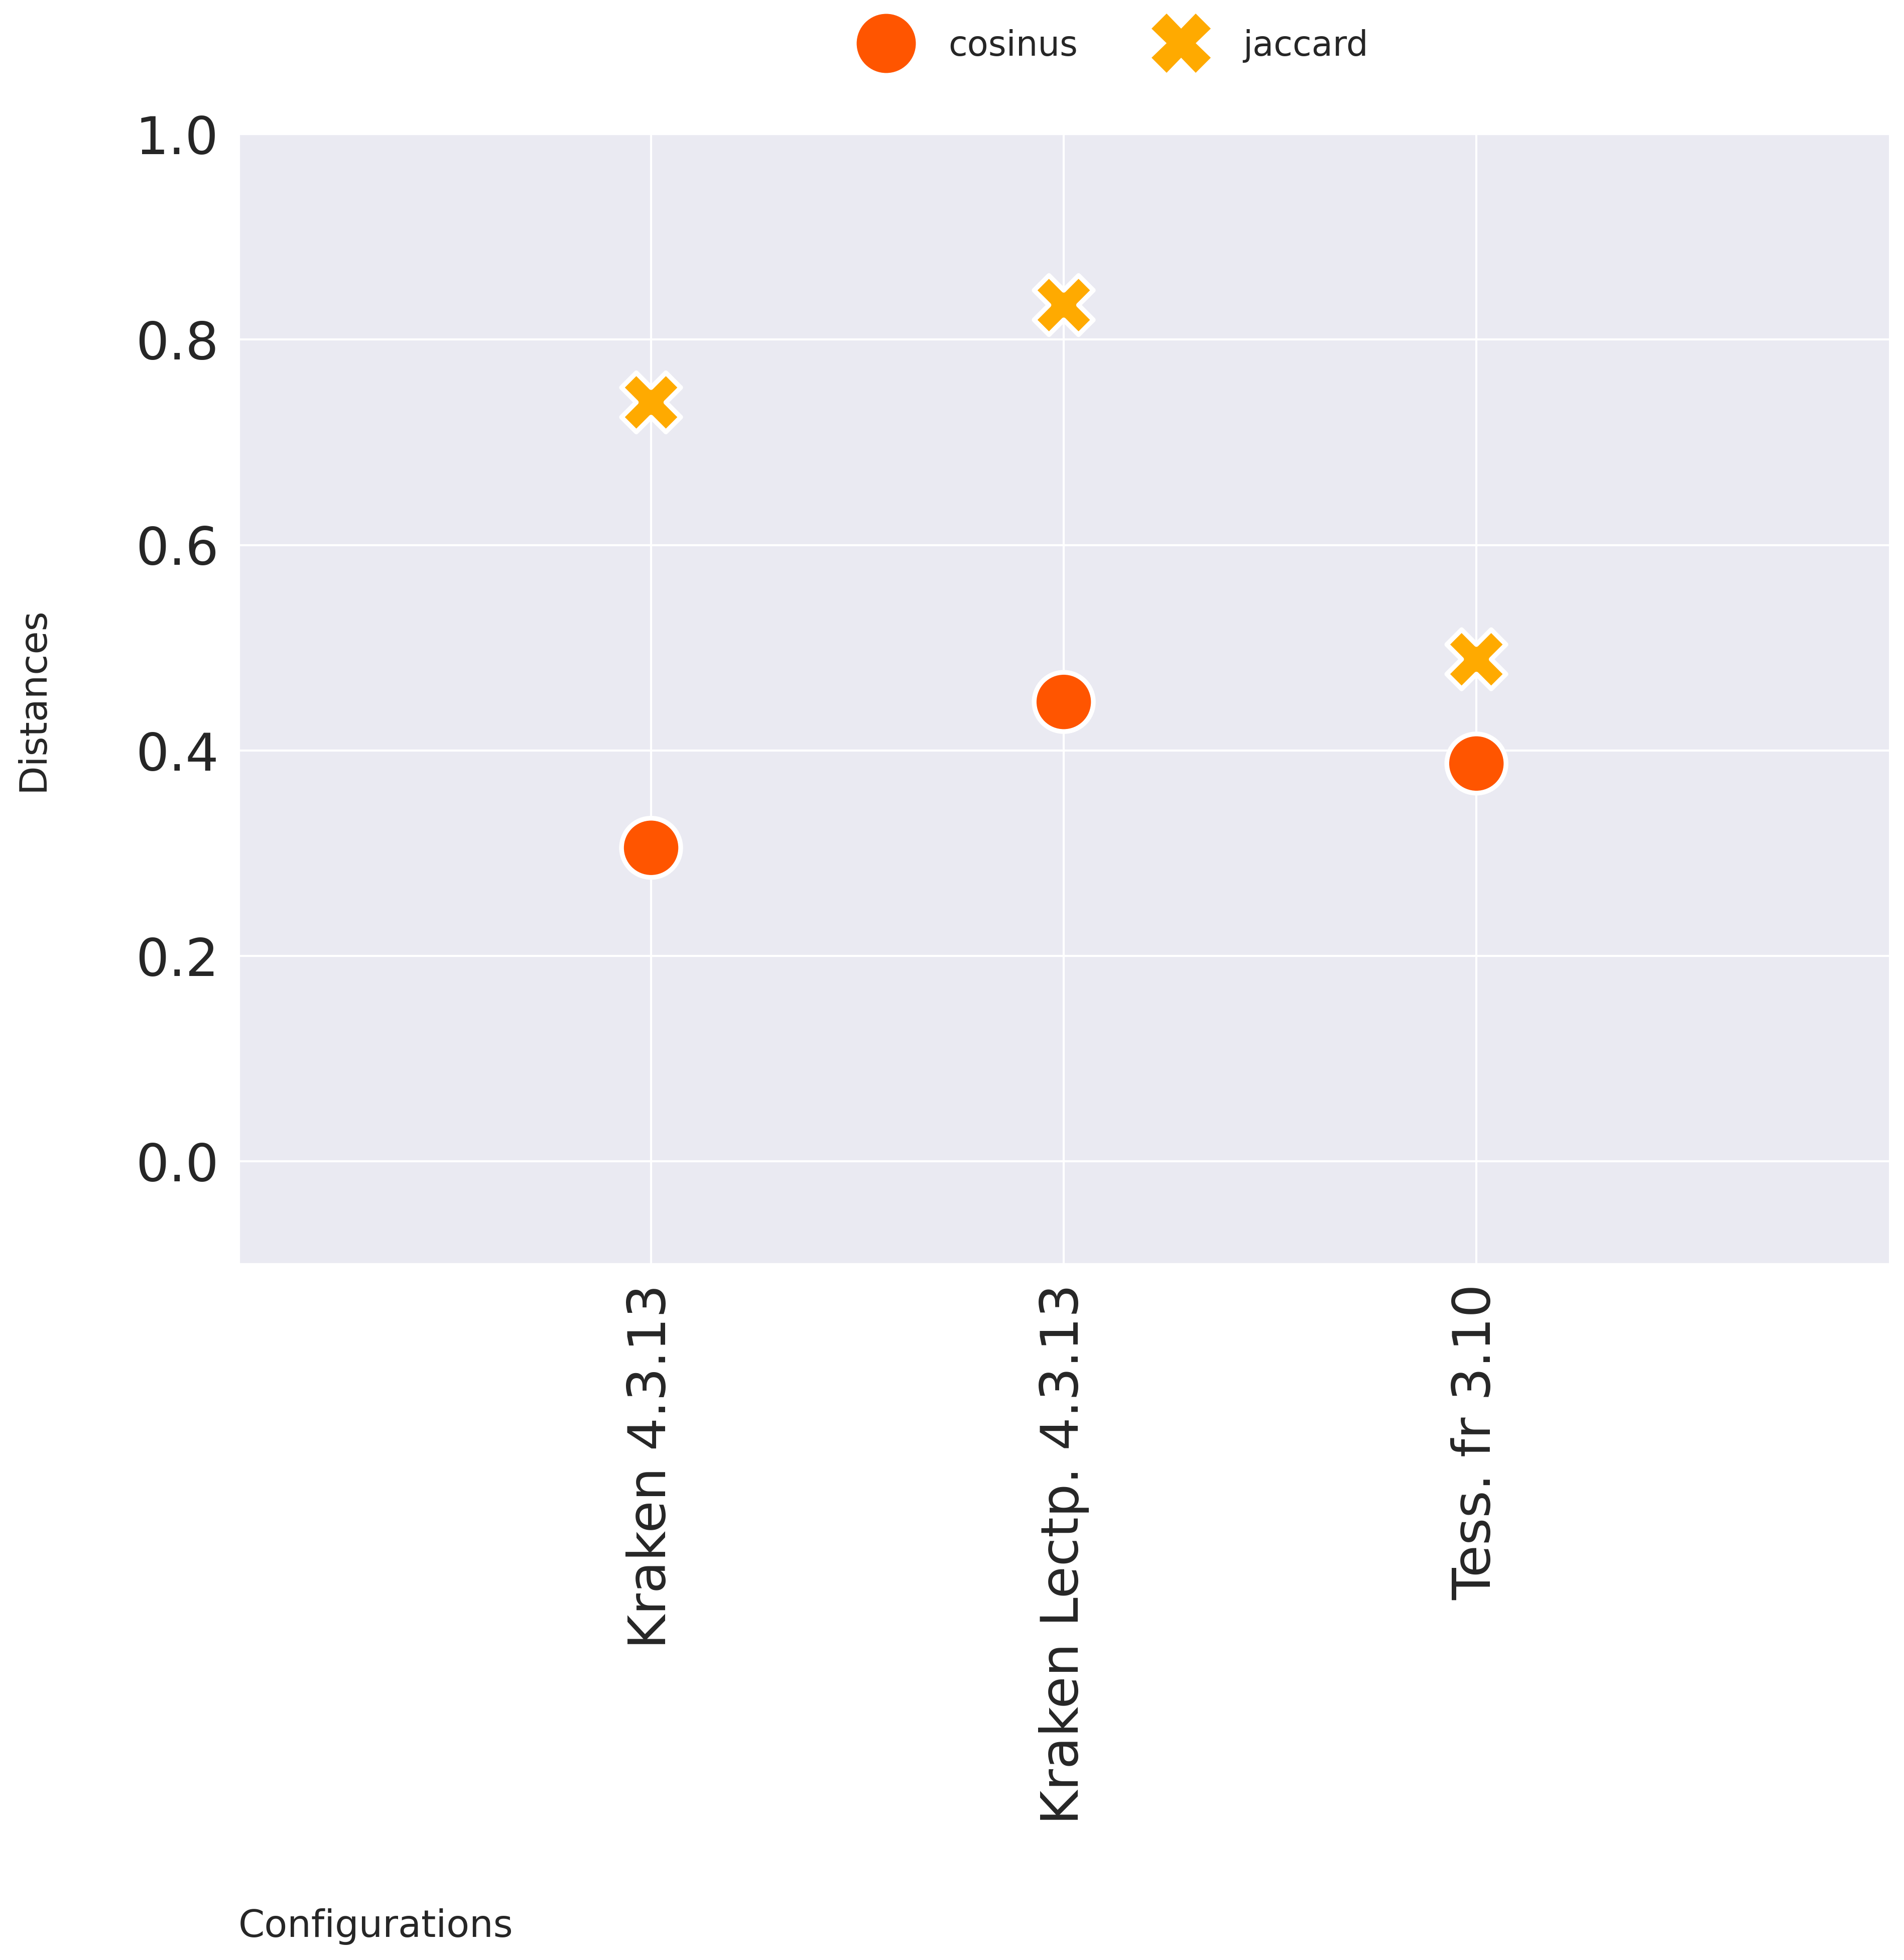 cosinus jaccard
1.0
0.8
0.6
0.4
0.2
0.0
Distances
Kraken 4.3.13
Kraken Lectp. 4.3.13
Tess. fr 3.10
Configurations